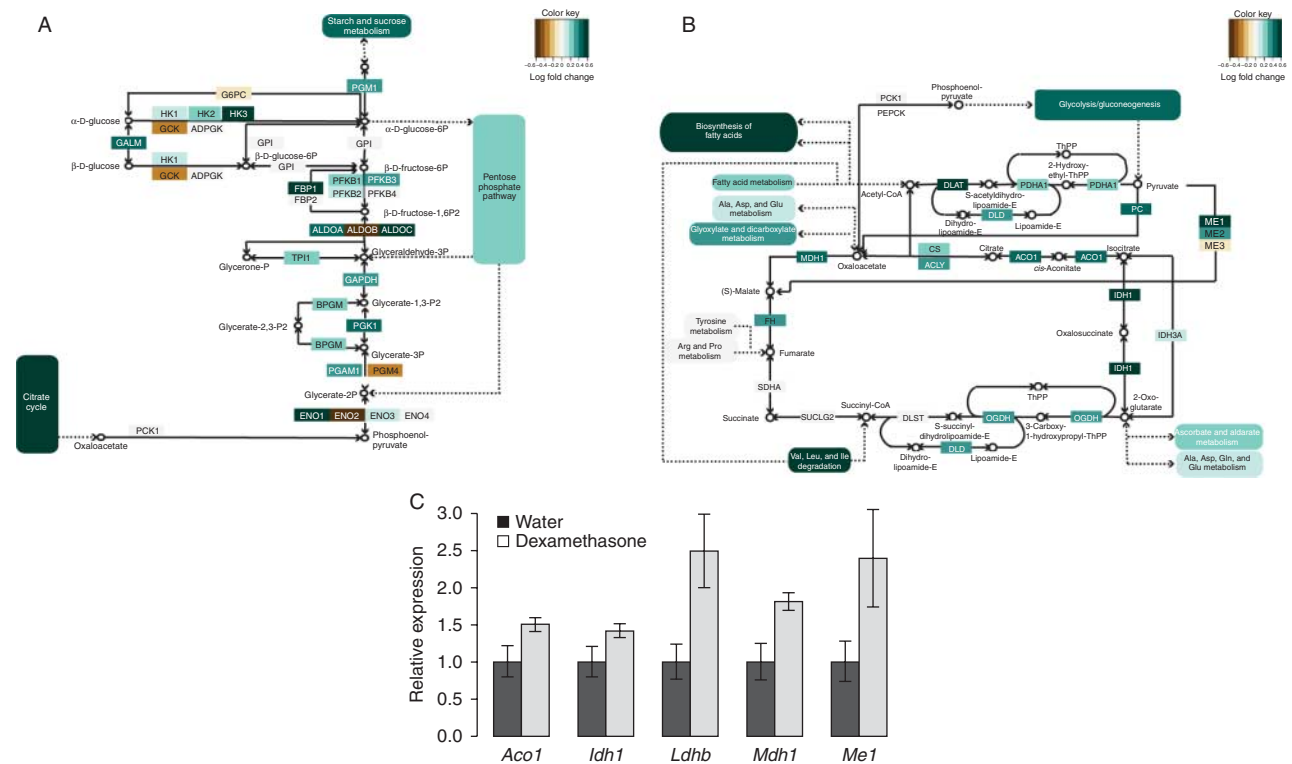 A
Starch and sucrose
metabolism
Color key
−0.6 −0.4 −0.2 0 0.2 0.4 0.6
Log fold change
PGM1
G6PC
HK1 HK2 HK3
α-D-glucose
GCK ADPGK
α-D-glucose-6P
GALM
GPI
GPI
HK1
β-D-glucose-6P
β-D-glucose
GPI
β-D-fructose-6P
GCK ADPGK
PFKB1 PFKB3
FBP1
FBP2
PFKB2 PFKB4
β-D-fructose-1,6P2
Pentose
phosphate
pathway
ALDOA ALDOB ALDOC
Glyceraldehyde-3P
TPI1
Glycerone-P
GAPDH
BPGM
Glycerate-1,3-P2
Glycerate-2,3-P2
PGK1
BPGM
Glycerate-3P
PGAM1 PGM4
Citrate
cycle
Glycerate-2P
ENO1 ENO2 ENO3 ENO4
PCK1
Oxaloacetate
Phosphoenol-
pyruvate
B
Color key
−0.6 −0.4 −0.2 0 0.2 0.4 0.6
Log fold change
Phosphoenol-
pyruvate
PCK1
PEPCK
Glycolysis/gluconeogenesis
Biosynthesis of
fatty acids
ThPP
2-Hydroxy-
ethyl-ThPP
Fatty acid metabolism
Acetyl-CoA
DLAT
S-acetyldihydro-
lipoamide-E
PDHA1
PDHA1
Pyruvate
Ala, Asp, and Glu
metabolism
Dihydro-
lipoamide-E
DLD
Lipoamide-E
PC
ME1
ME2
ME3
Glyoxylate and dicarboxylate
metabolism
MDH1
Oxaloacetate
CS
ACLY
Citrate
ACO1
cis-Aconitate
ACO1
Isocitrate
(S)-Malate
IDH1
Tyrosine
metabolism
FH
Oxalosuccinate
IDH3A
Arg and Pro
metabolism
Fumarate
IDH1
SDHA
ThPP
Succinate
SUCLG2
Succinyl-CoA
DLST
S-succinyl-
dihydrolipoamide-E
OGDH
3-Carboxy-
1-hydroxypropyl-ThPP
OGDH
2-Oxo-
glutarate
Val, Leu, and Ile
degradation
Dihydro-
lipoamide-E
DLD
Lipoamide-E
Ascorbate and aldarate
metabolism
Ala, Asp, Gln, and
Glu metabolism
C
Water
Dexamethasone
Relative expression
3.0
2.5
2.0
1.5
1.0
0.5
0.0
Aco1 Idh1 Ldhb Mdh1 Me1